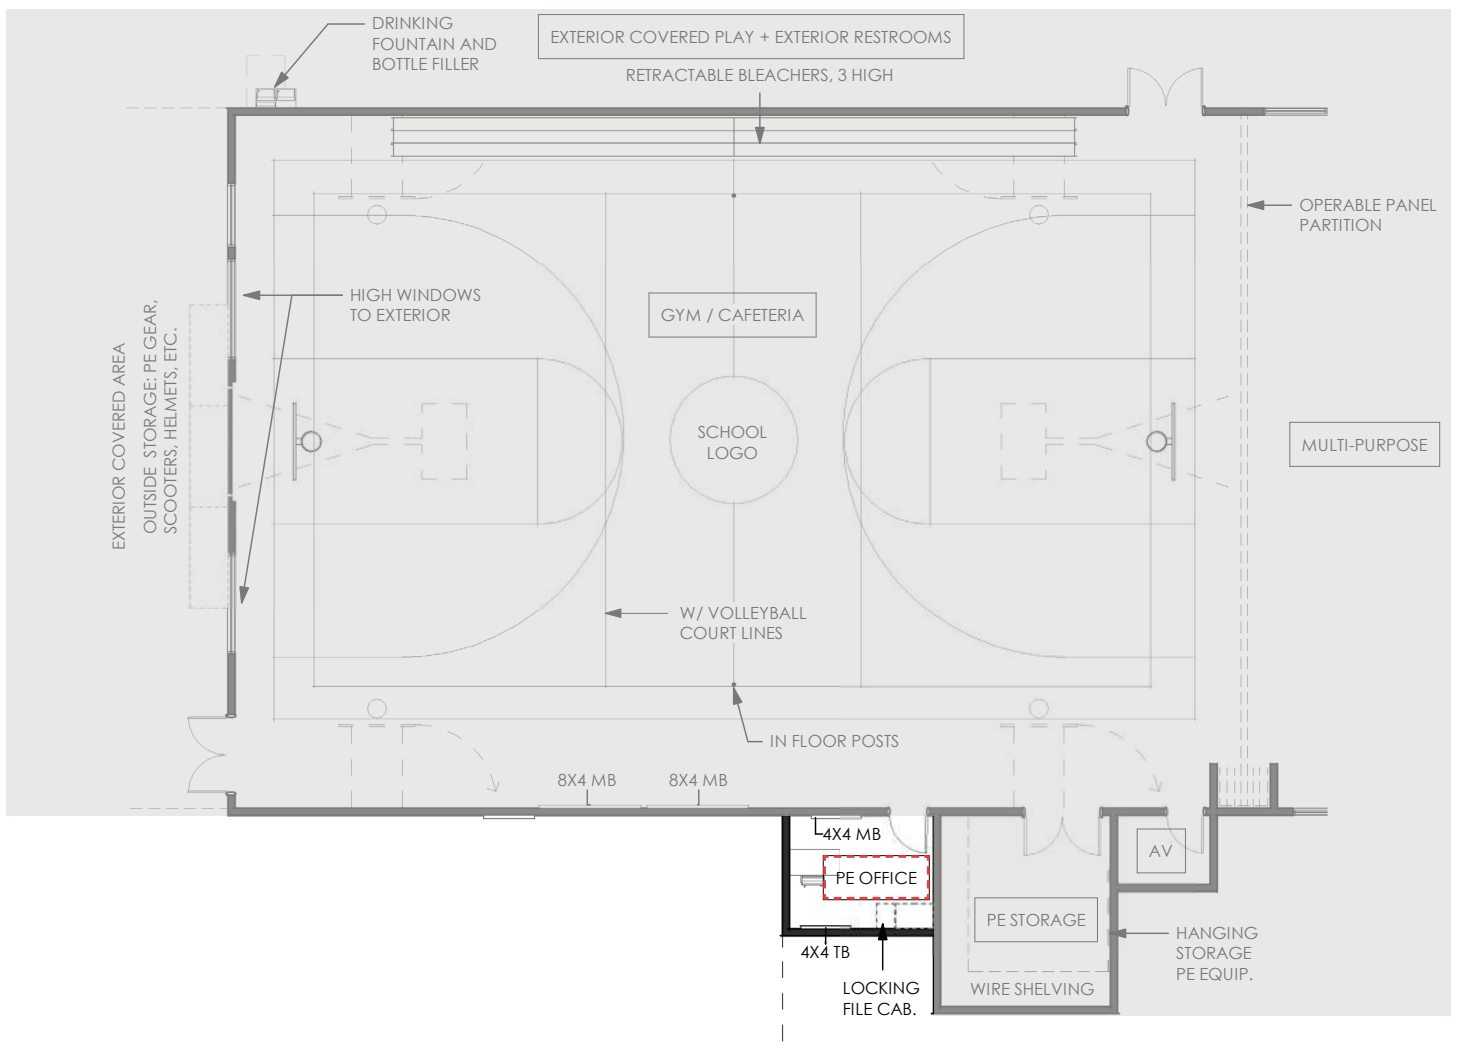 DRINKING
FOUNTAIN AND
BOTTLE FILLER
EXTERIOR COVERED PLAY + EXTERIOR RESTROOMS
RETRACTABLE BLEACHERS, 3 HIGH
OPERABLE PANEL
PARTITION
HIGH WINDOWS
TO EXTERIOR
GYM / CAFETERIA
EXTERIOR COVERED AREA
OUTSIDE STORAGE: PE GEAR,
SCOOTERS, HELMETS, ETC.
SCHOOL
LOGO
MULTI-PURPOSE
W/ VOLLEYBALL
COURT LINES
IN FLOOR POSTS
8X4 MB
8X4 MB
4X4 MB
AV
PE OFFICE
PE STORAGE
HANGING
STORAGE
PE EQUIP.
4X4 TB
LOCKING
FILE CAB.
WIRE SHELVING